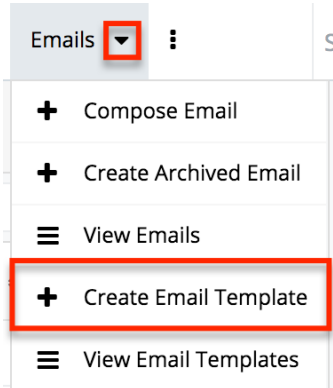 Emails
Compose Email
Create Archived Email
View Emails
Create Email Template
View Email Templates